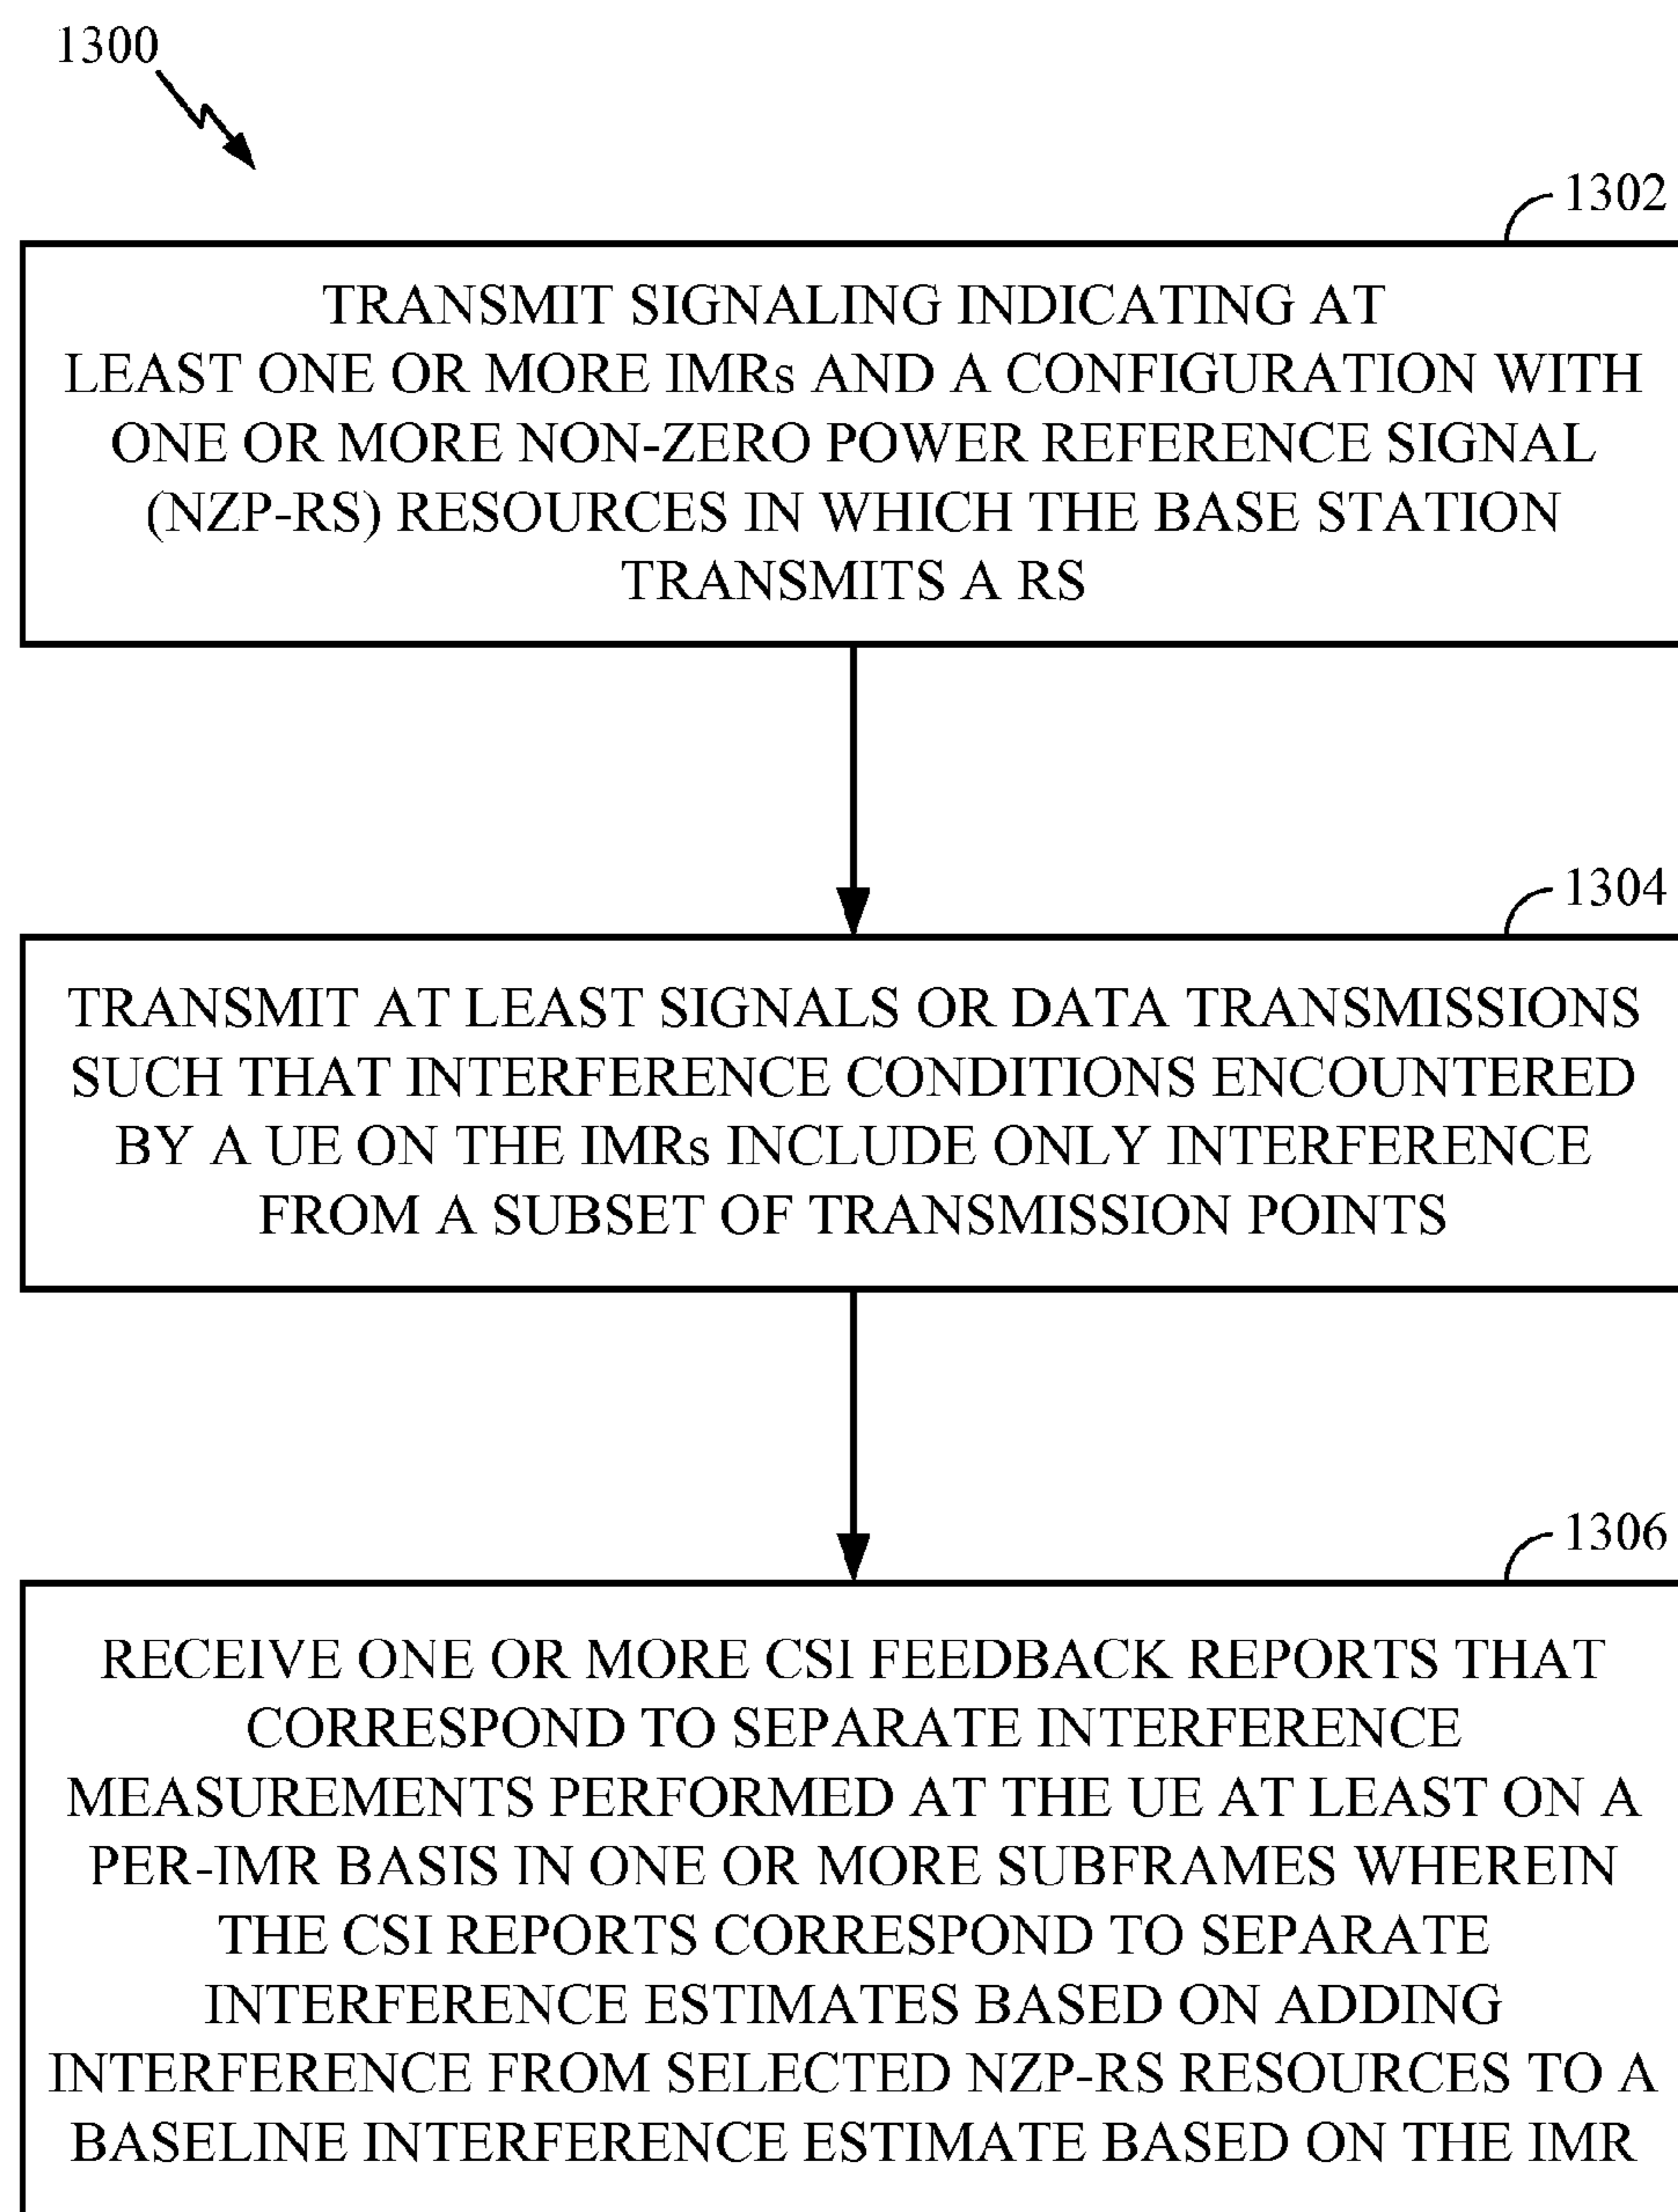 1300
1302
TRANSMIT SIGNALING INDICATING AT
LEAST ONE OR MORE IMRs AND A CONFIGURATION WITH
ONE OR MORE NON-ZERO POWER REFERENCE SIGNAL
(NZP-RS) RESOURCES IN WHICH THE BASE STATION
TRANSMITS A RS
1304
TRANSMIT AT LEAST SIGNALS OR DATA TRANSMISSIONS
SUCH THAT INTERFERENCE CONDITIONS ENCOUNTERED
BY A UE ON THE IMRs INCLUDE ONLY INTERFERENCE
FROM A SUBSET OF TRANSMISSION POINTS
1306
RECEIVE ONE OR MORE CSI FEEDBACK REPORTS THAT
CORRESPOND TO SEPARATE INTERFERENCE
MEASUREMENTS PERFORMED AT THE UE AT LEAST ON A
PER-IMR BASIS IN ONE OR MORE SUBFRAMES WHEREIN
THE CSI REPORTS CORRESPOND TO SEPARATE
INTERFERENCE ESTIMATES BASED ON ADDING
INTERFERENCE FROM SELECTED NZP-RS RESOURCES TO A
BASELINE INTERFERENCE ESTIMATE BASED ON THE IMR